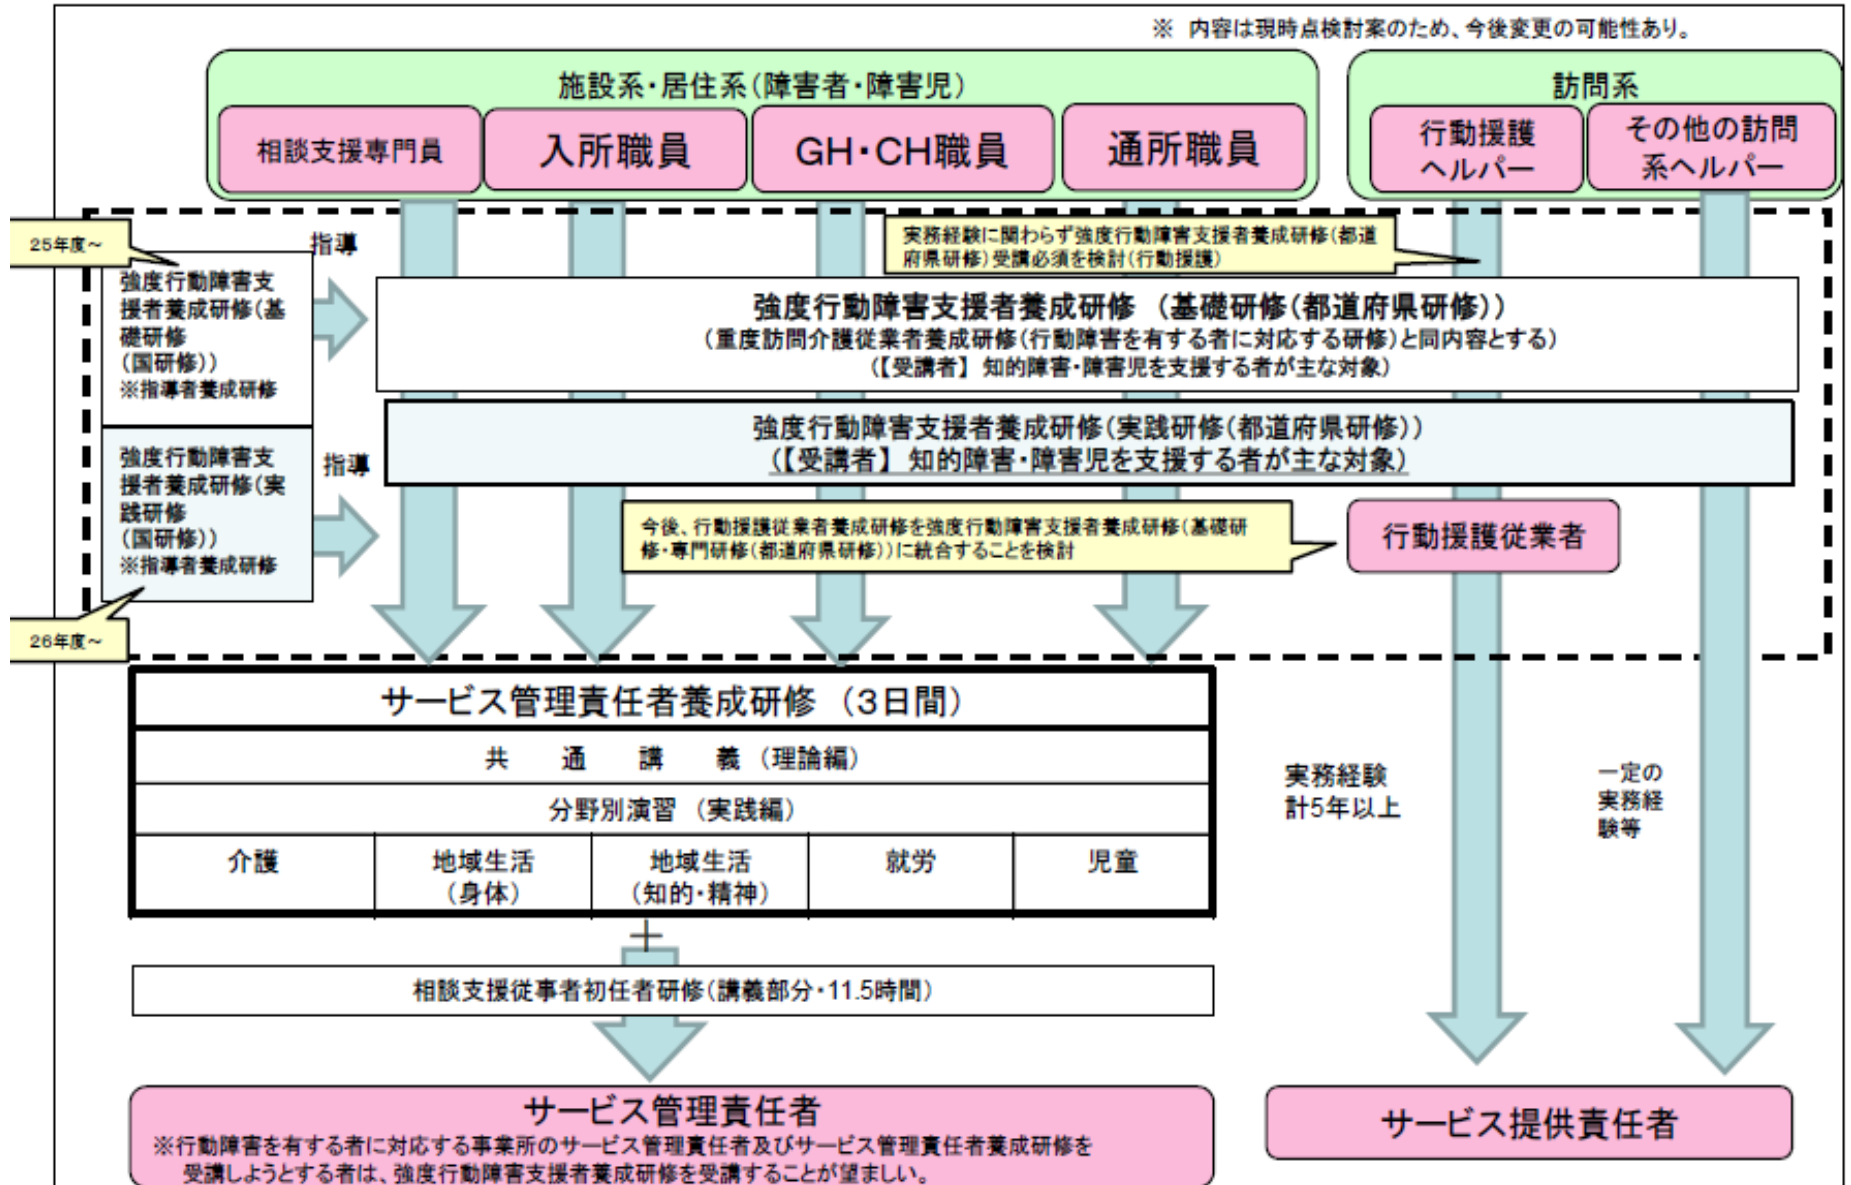 ※ 内容は現時点検討案のため、今後変更の可能性あり。
施設系・居住系（障害者・障害児）
訪問系
相談支援専門員
入所職員
GH・CH職員
通所職員
行動援護
ヘルパー
その他の訪問
系ヘルパー
25年度～
指導
実務経験に関わらず強度行動障害支援者養成研修（都道
府県研修）受講必須を検討（行動援護）
強度行動障害支
援者養成研修（基
礎研修
（国研修））
※指導者養成研修
強度行動障害支援者養成研修 （基礎研修（都道府県研修））
（重度訪問介護従業者養成研修（行動障害を有する者に対応する研修）と同内容とする）
（【受講者】 知的障害・障害児を支援する者が主な対象）
強度行動障害支援者養成研修（実践研修（都道府県研修））
（【受講者】 知的障害・障害児を支援する者が主な対象）
強度行動障害支
援者養成研修（実
践研修
（国研修））
※指導者養成研修
指導
今後、行動援護従業者養成研修を強度行動障害支援者養成研修（基礎研
修・専門研修（都道府県研修））に統合することを検討
行動援護従業者
26年度～
サービス管理責任者養成研修 （３日間）
共 通 講 義 （理論編）
分野別演習 （実践編）
介護
地域生活
（身体）
地域生活
（知的・精神）
就労
児童
実務経験
計5年以上
一定の
実務経
験等
＋
相談支援従事者初任者研修（講義部分・11.5時間）
サービス管理責任者
※行動障害を有する者に対応する事業所のサービス管理責任者及びサービス管理責任者養成研修を
受講しようとする者は、強度行動障害支援者養成研修を受講することが望ましい。
サービス提供責任者